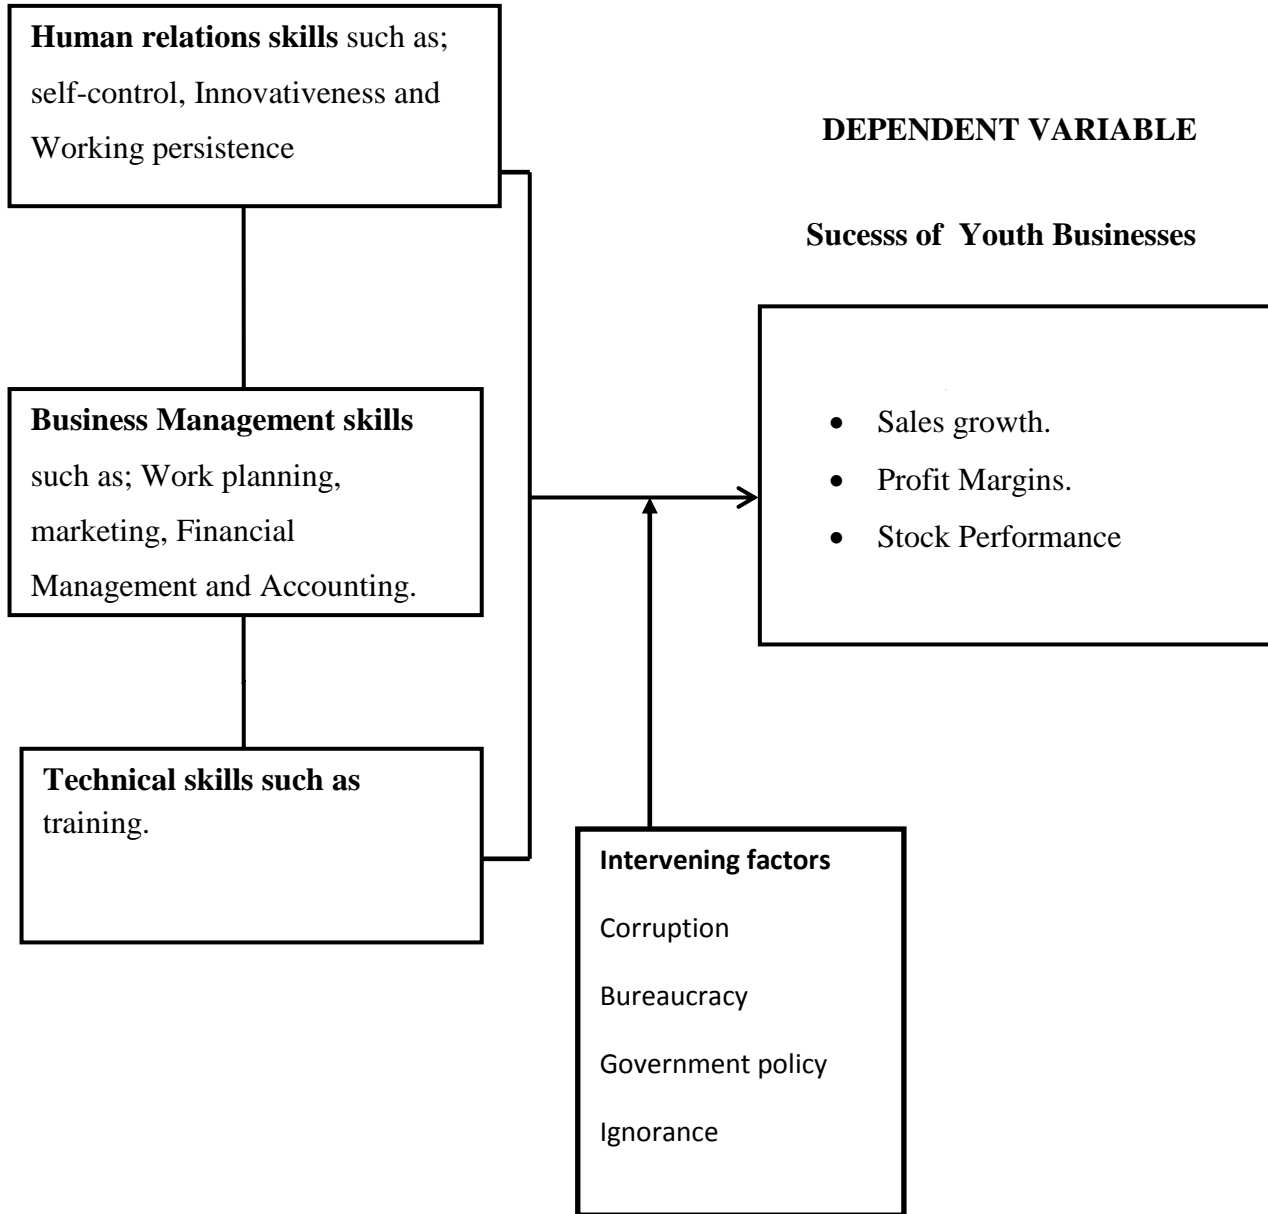 Human relations skills such as;
self-control, Innovativeness and
Working persistence
DEPENDENT VARIABLE
Sucesss of Youth Businesses
Business Management skills
such as; Work planning,
marketing, Financial
Management and Accounting.
• Sales growth.
• Profit Margins.
• Stock Performance
Technical skills such as
training.
Intervening factors
Corruption
Bureaucracy
Government policy
Ignorance